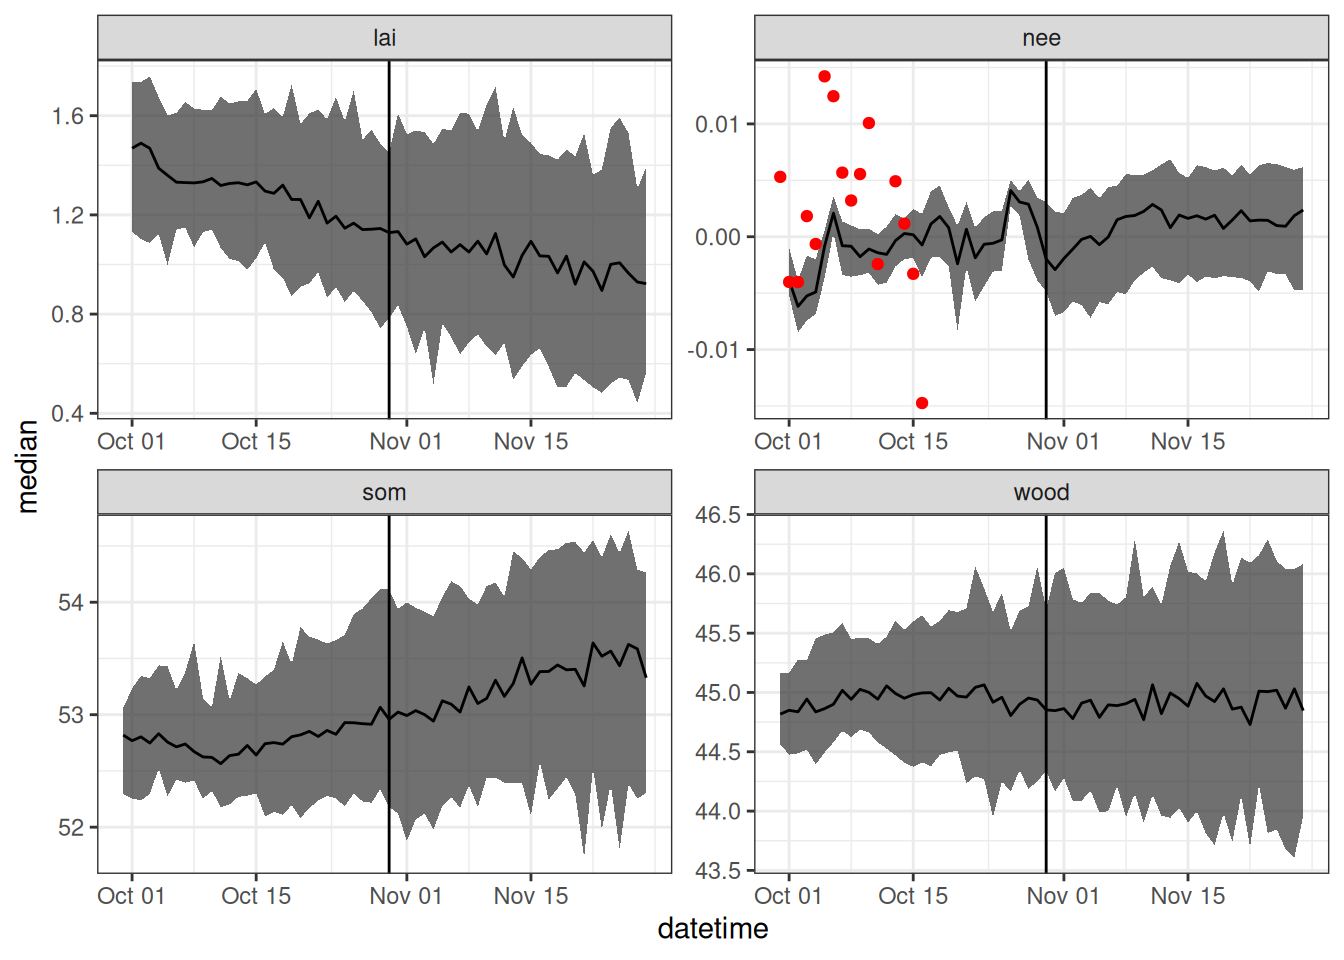 lai
nee
1.6
1.2
0.8
0.4
0.01
0.00
-0.01
Oct 01 Oct 15 Nov 01 Nov 15
Oct 01 Oct 15 Nov 01 Nov 15
median
som
wood
54
53
52
46.5
46.0
45.5
45.0
44.5
44.0
43.5
Oct 01 Oct 15 Nov 01 Nov 15
Oct 01 Oct 15 Nov 01 Nov 15
datetime